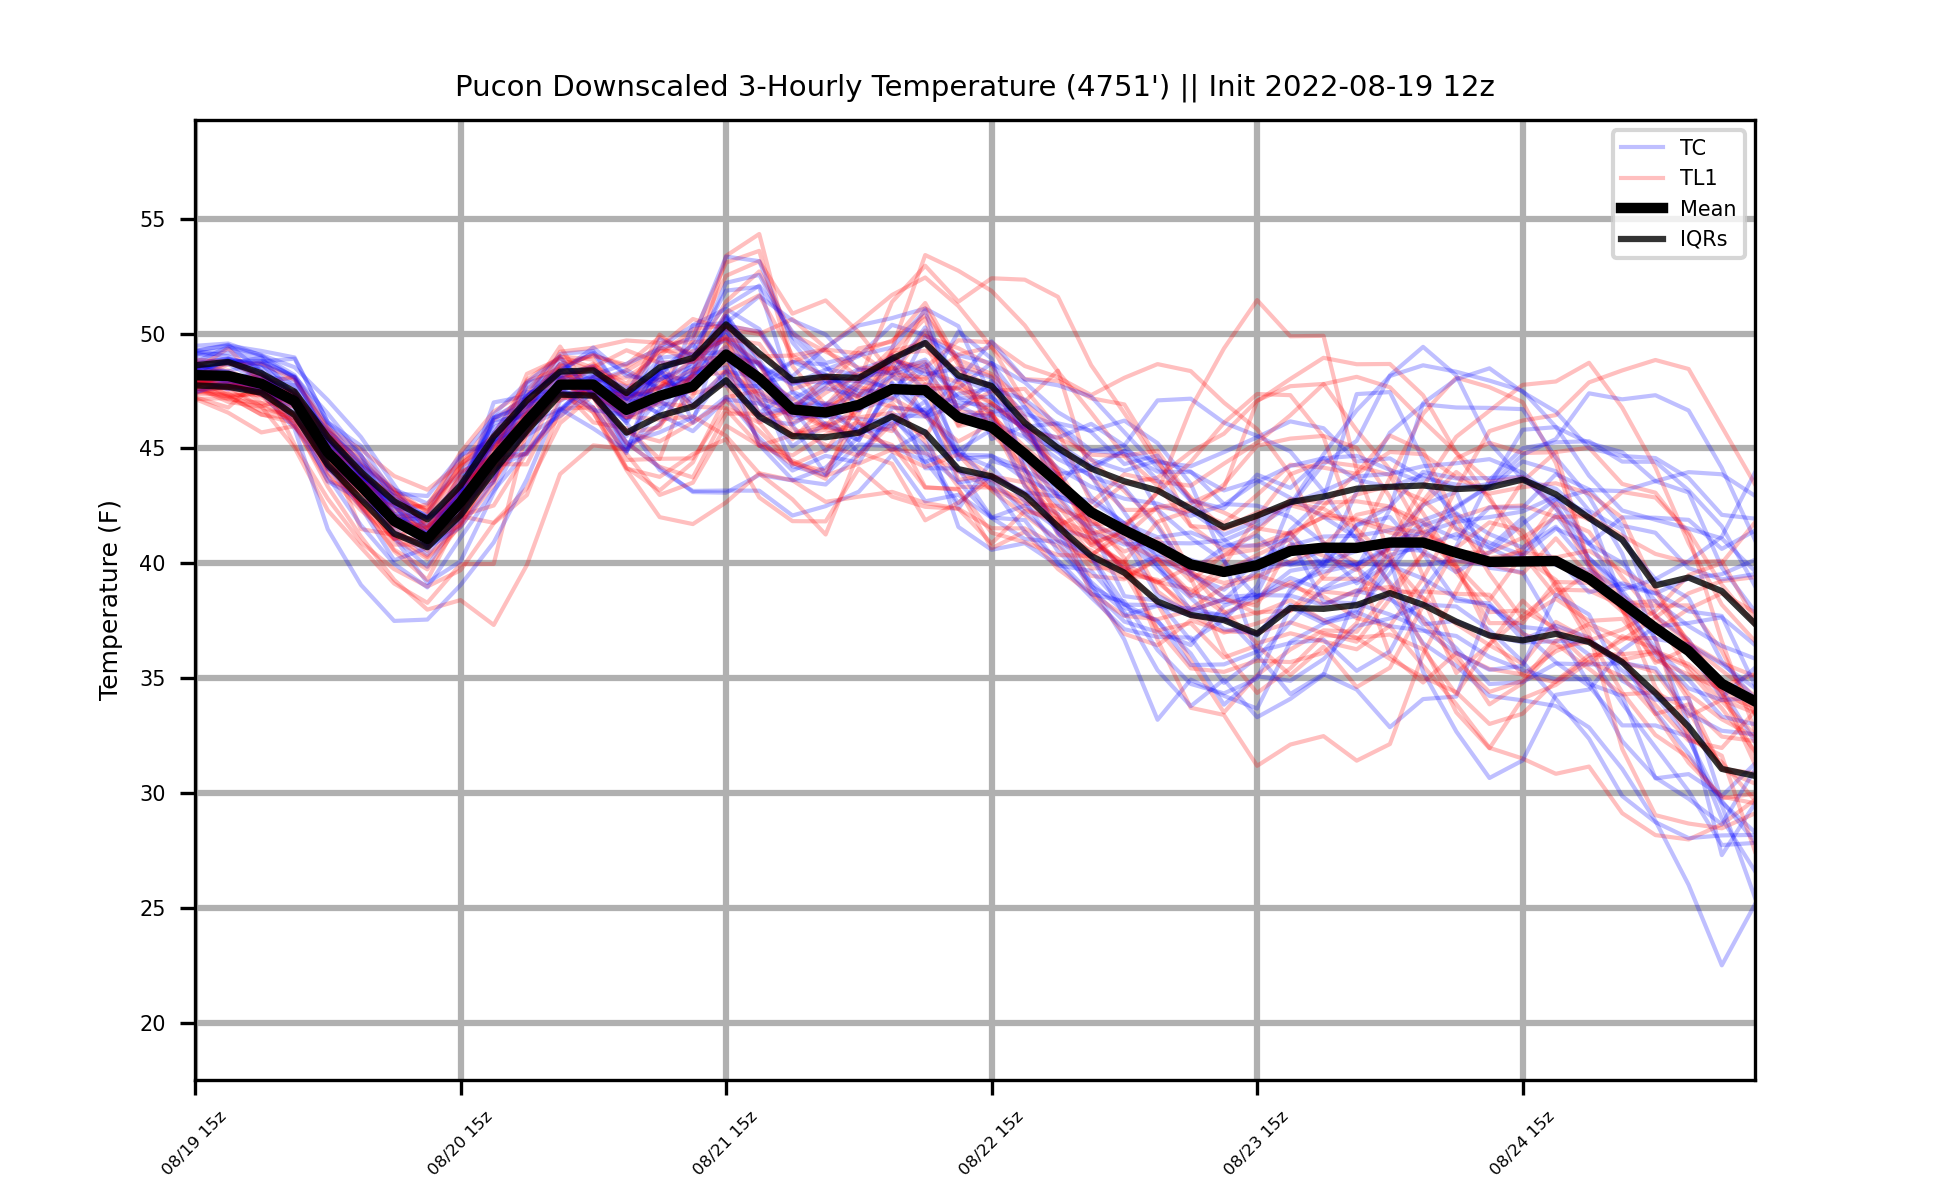 Pucon Downscaled 3-Hourly Temperature (4751') || Init 2022-08-19 12z
TC
TL1
Mean
IQRs
Temperature (F)
55
50
45
40
35
30
25
20
08/19 15z
08/20 15z
08/21 15z
08/22 15z
08/23 15z
08/24 15z